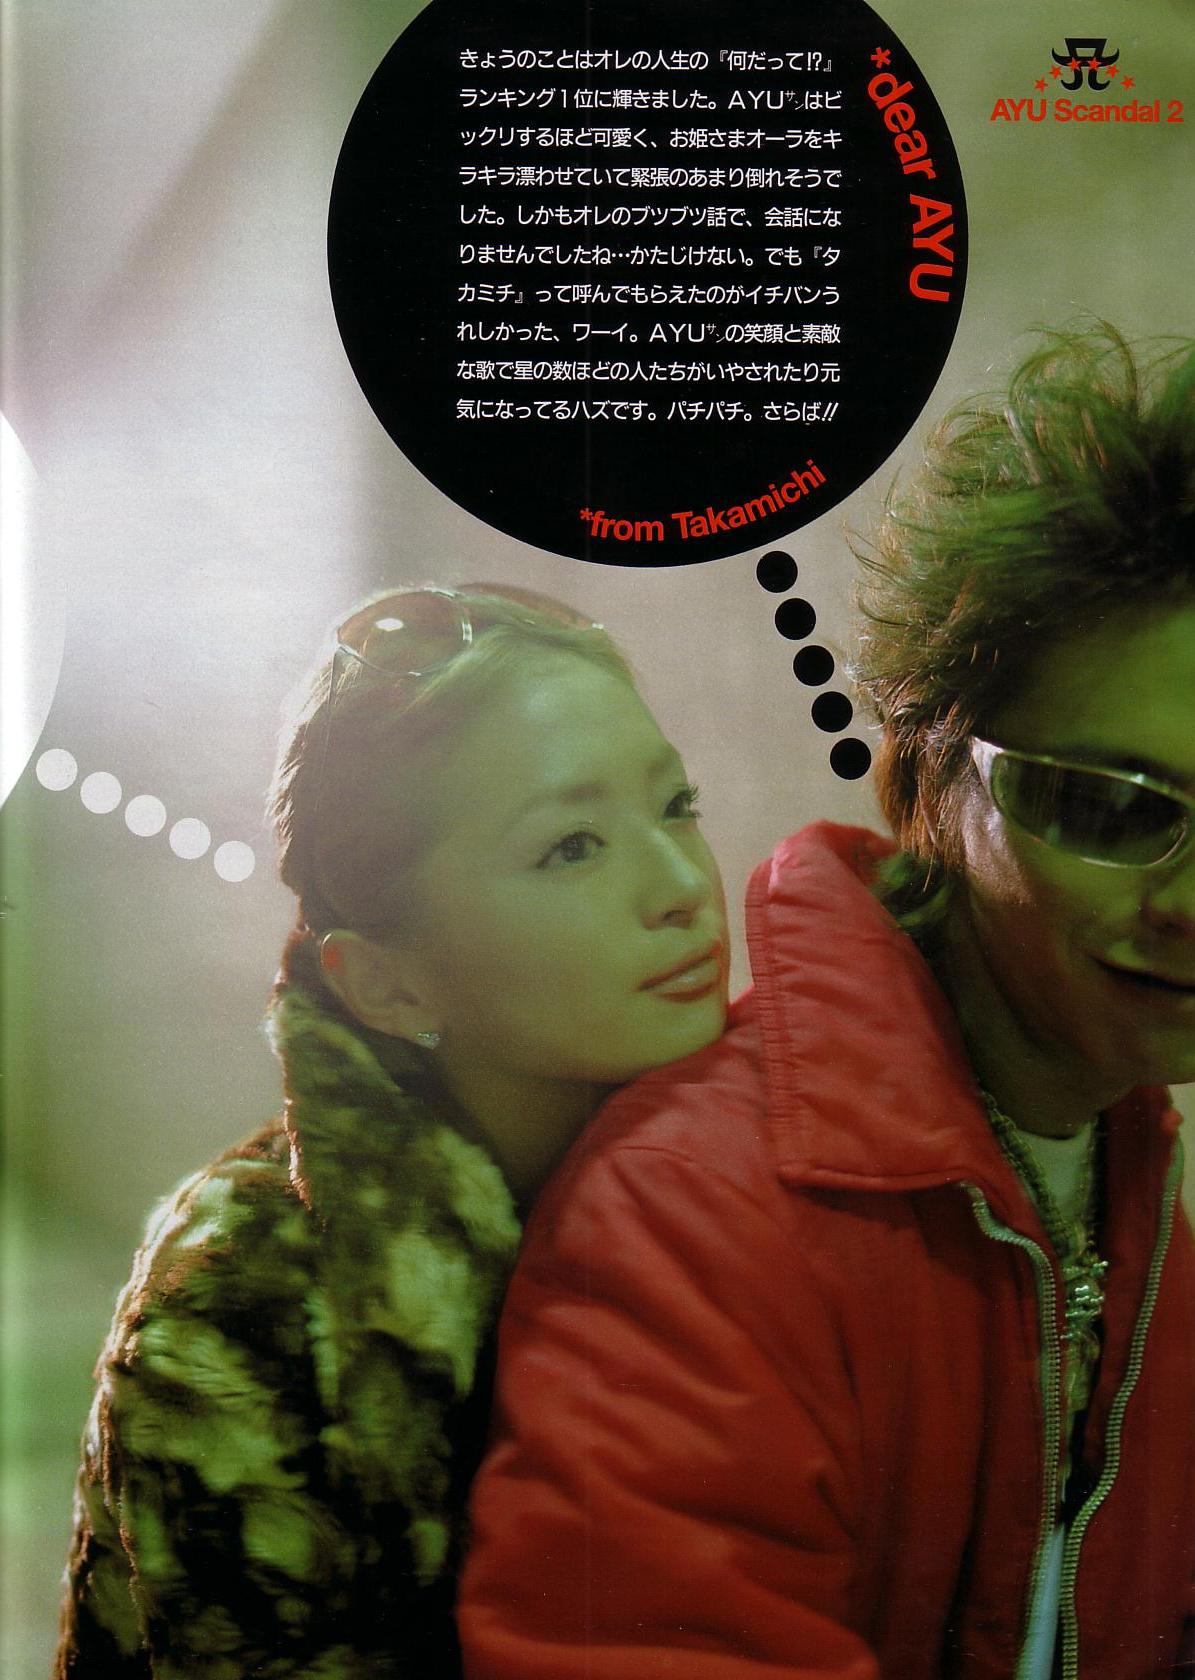 きょうのことはオレの人生の『何だって!?』
ランキング1位に輝きました。AYUサンはビ
ックリするほど可愛く、お姫さまオーラをキ
ラキラ漂わせていて緊張のあまり倒れそうで
した。しかもオレのブツブツ話で、会話にな
りませんでしたね…かたじけない。でも『タ
カミチ』って呼んでもらえたのがイチバンう
れしかった、ワーイ。AYUサンの笑顔と素敵
な歌で星の数ほどの人たちがいやされたり元
気になってるハズです。パチパチ。さらば!!
*dear AYU
*from Takamichi
AYU Scandal 2